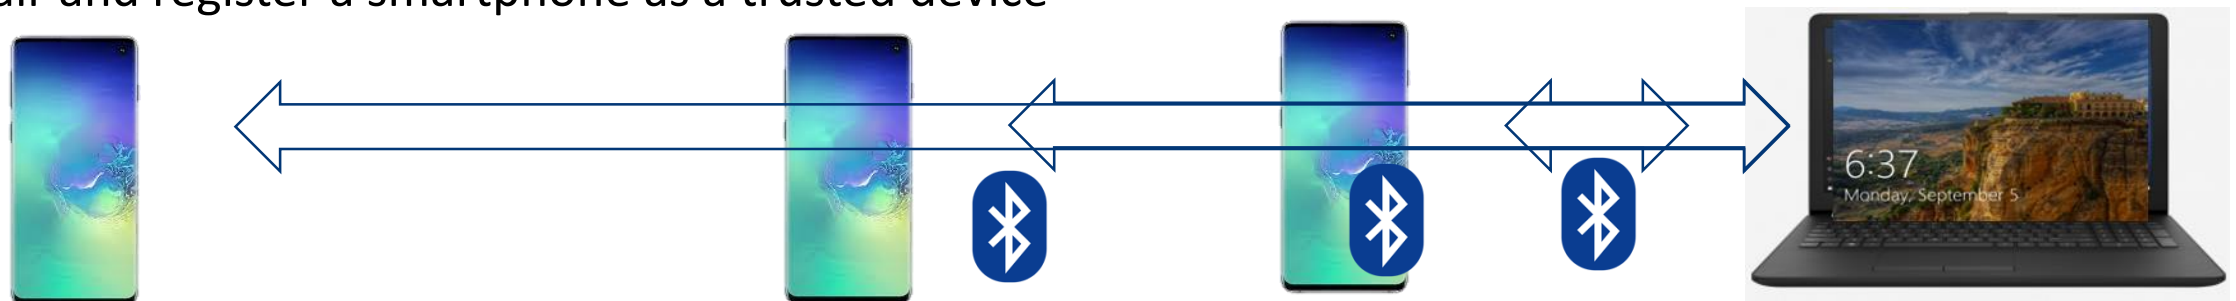 and register a smartphone as a trusted device
6:37
Monday, September 5